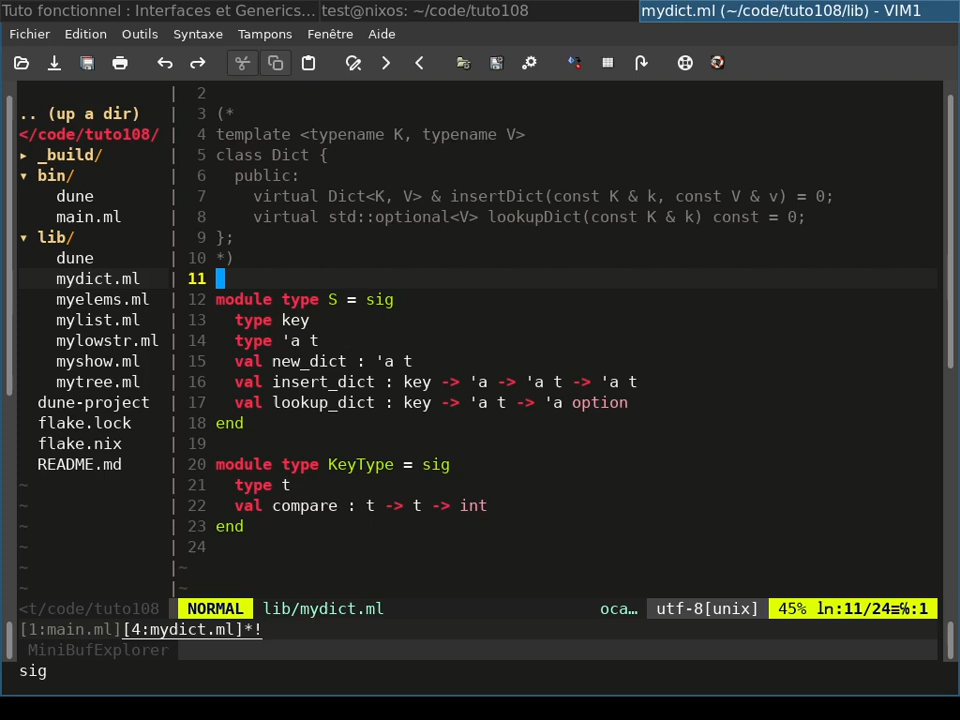 Tuto fonctionnel : Interfaces et Generics... test@nixos: ~/code/tuto108 mydict.ml (~/code/tuto108/lib) - VIM1
Fichier Edition Outils Syntaxe Tampons Fenêtre Aide
2
.. (up a dir) 3 (*
</code/tuto108/ 4 template <typename K, typename V>
▸ _build/ 5 class Dict {
▾ bin/ 6 public:
dune 7 virtual Dict<K, V> & insertDict(const K & k, const V & v) = 0;
main.ml 8 virtual std::optional<V> lookupDict(const K & k) const = 0;
▾ lib/ 9 };
dune 10 *)
mydict.ml 11
myelems.ml 12 module type S = sig
mylist.ml 13 type key
mylowstr.ml 14 type 'a t
myshow.ml 15 val new_dict : 'a t
mytree.ml 16 val insert_dict : key -> 'a -> 'a t -> 'a t
dune-project 17 val lookup_dict : key -> 'a t -> 'a option
flake.lock 18 end
flake.nix 19
README.md 20 module type KeyType = sig
~ 21 type t
~ 22 val compare : t -> t -> int
~ 23 end
~ 24
~ ~
~ ~
<t/code/tuto108 NORMAL lib/mydict.ml oca… utf-8[unix] 45% ln:11/24≡℅:1
[1:main.ml][4:mydict.ml]*!
MiniBufExplorer
sig